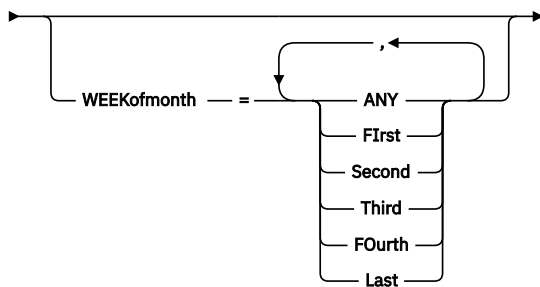 ,
WEEKofmonth = ANY
FIrst
Second
Third
FOurth
Last